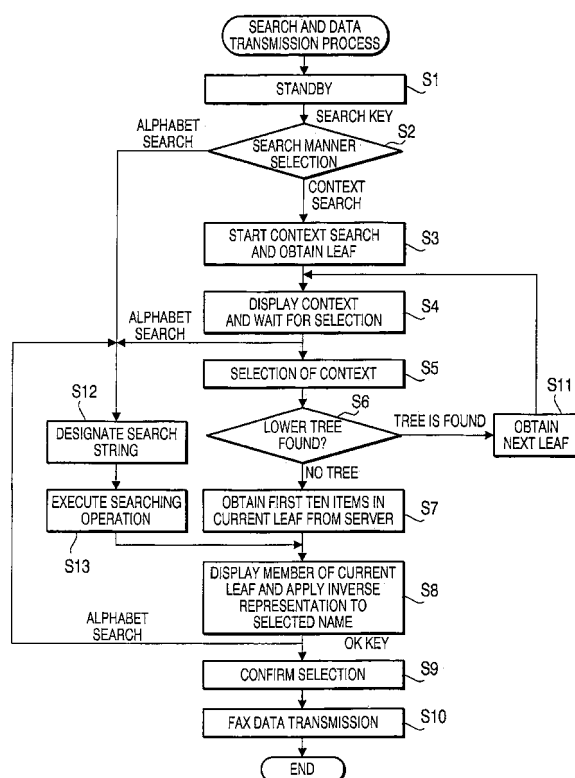 SEARCH AND DATA
TRANSMISSION PROCESS
STANDBY
S1
SEARCH KEY
ALPHABET
SEARCH
S2
SEARCH MANNER
SELECTION
CONTEXT
SEARCH
START CONTEXT SEARCH
AND OBTAIN LEAF
S3
DISPLAY CONTEXT
AND WAIT FOR SELECTION
S4
ALPHABET
SEARCH
SELECTION OF CONTEXT
S5
S12
DESIGNATE SEARCH
STRING
S6
LOWER TREE
FOUND?
TREE IS FOUND
S11
OBTAIN
NEXT LEAF
NO TREE
EXECUTE SEARCHING
OPERATION
S13
OBTAIN FIRST TEN ITEMS IN
CURRENT LEAF FROM SERVER
S7
DISPLAY MEMBER OF CURRENT
LEAF AND APPLY INVERSE
REPRESENTATION TO
SELECTED NAME
S8
ALPHABET
SEARCH
OK KEY
CONFIRM SELECTION
S9
FAX DATA TRANSMISSION
S10
END